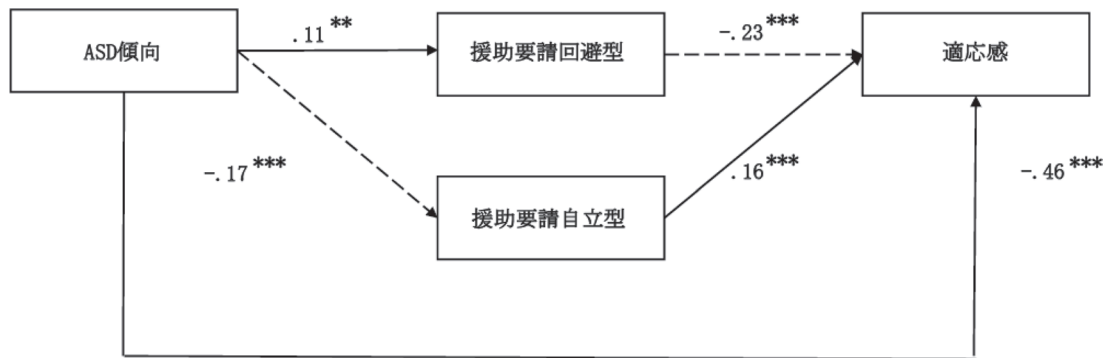 ASD傾向
.11**
援助要請回避型
-.23***
適応感
-.17***
援助要請自立型
.16***
-.46***